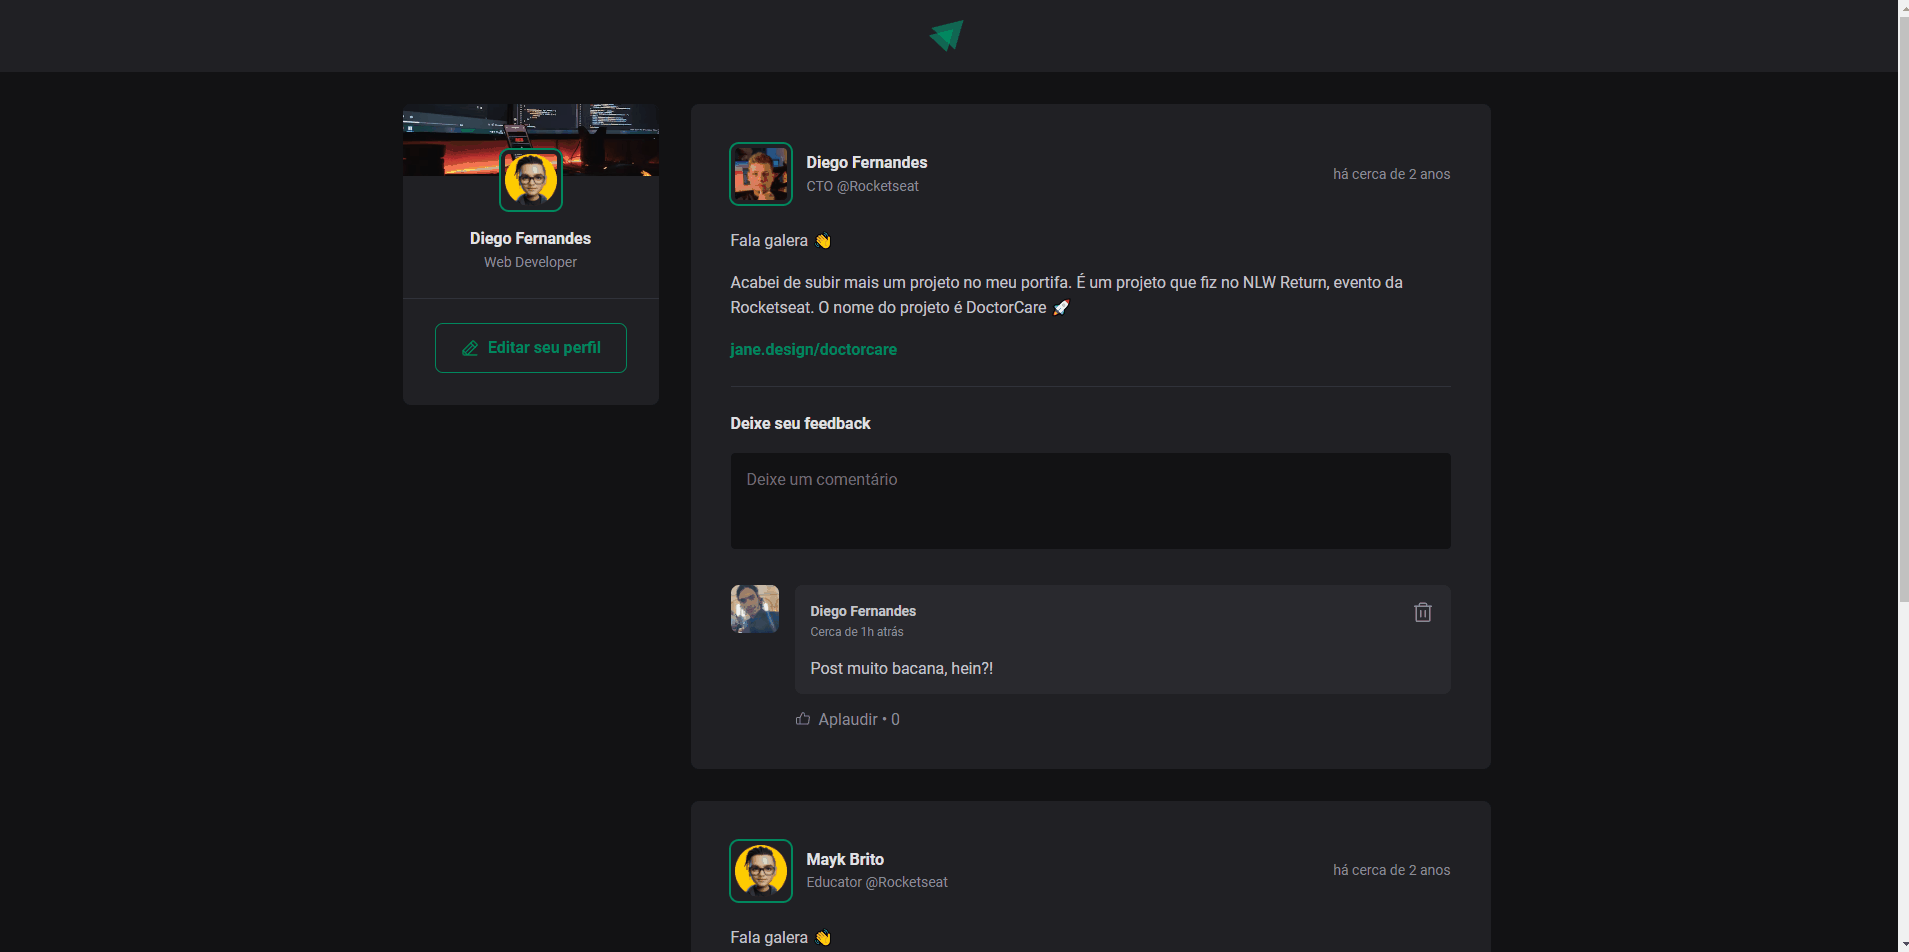 Diego Fernandes
Web Developer
Editar seu perfil
Diego Fernandes
CTO @Rocketseat
há cerca de 2 anos
Fala galera 👋
Acabei de subir mais um projeto no meu portifa. É um projeto que fiz no NLW Return, evento da
Rocketseat. O nome do projeto é DoctorCare 🚀
jane.design/doctorcare
Deixe seu feedback
Deixe um comentário
Diego Fernandes
Cerca de 1h atrás
Post muito bacana, hein?!
Aplaudir • 0
Mayk Brito
Educator @Rocketseat
há cerca de 2 anos
Fala galera 👋